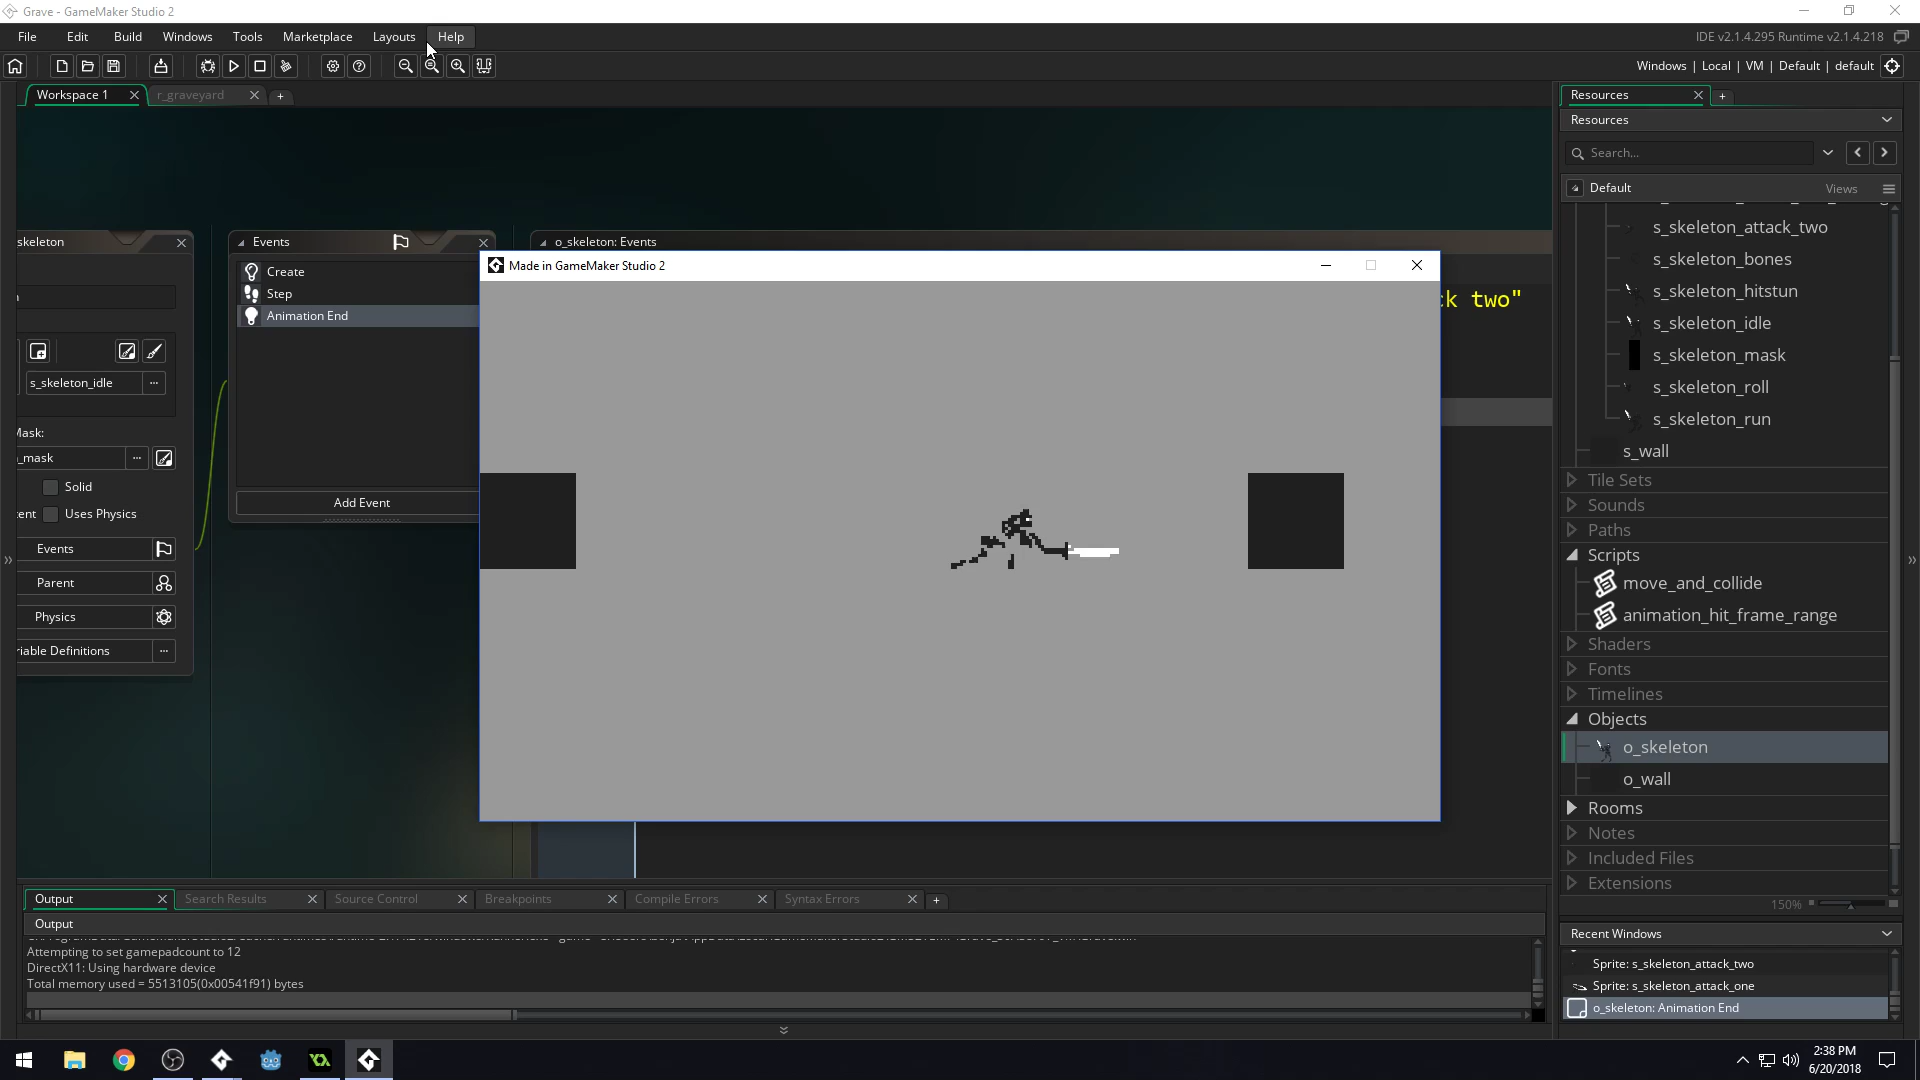 Grave - GameMaker Studio 2
File Edit Build Windows Tools Marketplace Layouts Help
IDE v2.1.4.295 Runtime v2.1.4.218
Windows | Local | VM | Default | default
Workspace 1
r_graveyard
Resources
Resources
Search...
Default
Views
s_skeleton_attack_two
s_skeleton_bones
s_skeleton_hitstun
s_skeleton_idle
s_skeleton_mask
s_skeleton_roll
s_skeleton_run
s_wall
Tile Sets
Sounds
Paths
Scripts
move_and_collide
animation_hit_frame_range
Shaders
Fonts
Timelines
Objects
o_skeleton
o_wall
Rooms
Notes
Included Files
Extensions
150%
Recent Windows
Sprite: s_skeleton_attack_two
Sprite: s_skeleton_attack_one
o_skeleton: Animation End
skeleton
s_skeleton_idle
Mask:
_mask
Solid
ent
Uses Physics
Events
Parent
Physics
riable Definitions
Events
Create
Step
Animation End
Add Event
o_skeleton: Events
ck two"
Made in GameMaker Studio 2
Output
Search Results
Source Control
Breakpoints
Compile Errors
Syntax Errors
Output
Attempting to set gamepadcount to 12
DirectX11: Using hardware device
Total memory used = 5513105(0x00541f91) bytes
2:38 PM
6/20/2018